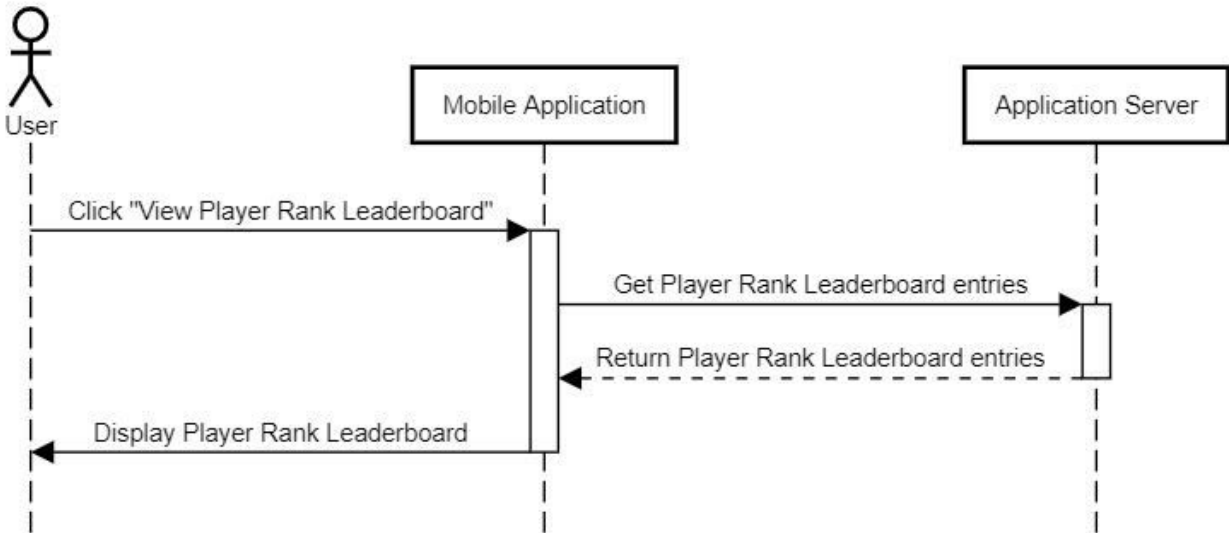 User
Mobile Application
Application Server
Click "View Player Rank Leaderboard"
Get Player Rank Leaderboard entries
Return Player Rank Leaderboard entries
Display Player Rank Leaderboard